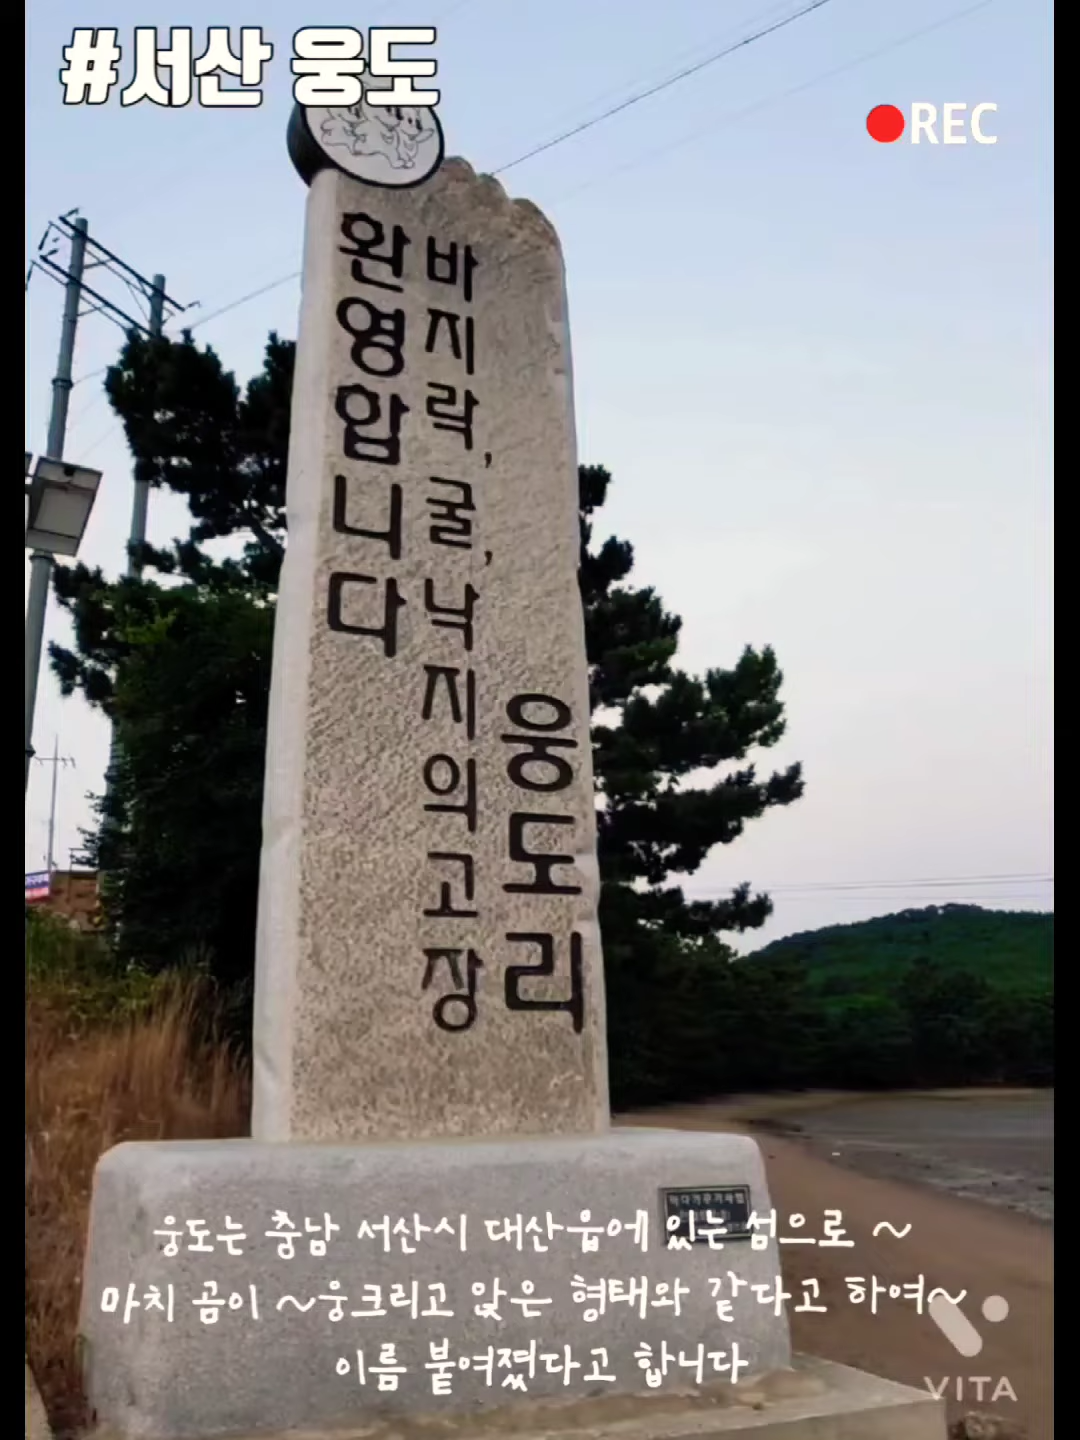 #서산 웅도
REC
환영합니다
바지락, 굴, 낙지의고장
웅도리
웅도는 충남 서산시 대산읍에 있는 섬으로 ~
마치 곰이 ~웅크리고 앉은 형태와 같다고 하여~
이름 붙여졌다고 합니다
VITA